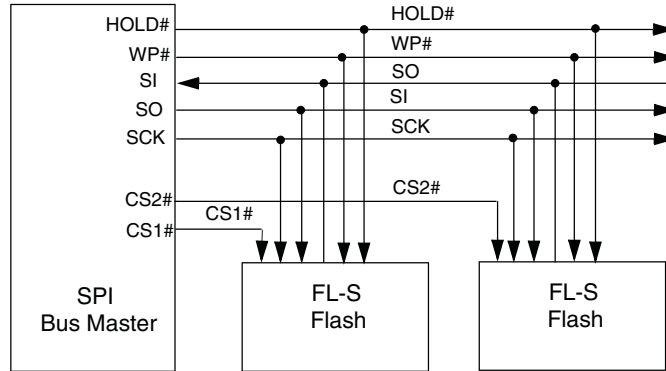 HOLD#
HOLD#
WP#
WP#
SI
SO
SO
SI
SCK
SCK
CS2#
CS2#
CS1#
CS1#
SPI
Bus Master
FL-S
Flash
FL-S
Flash